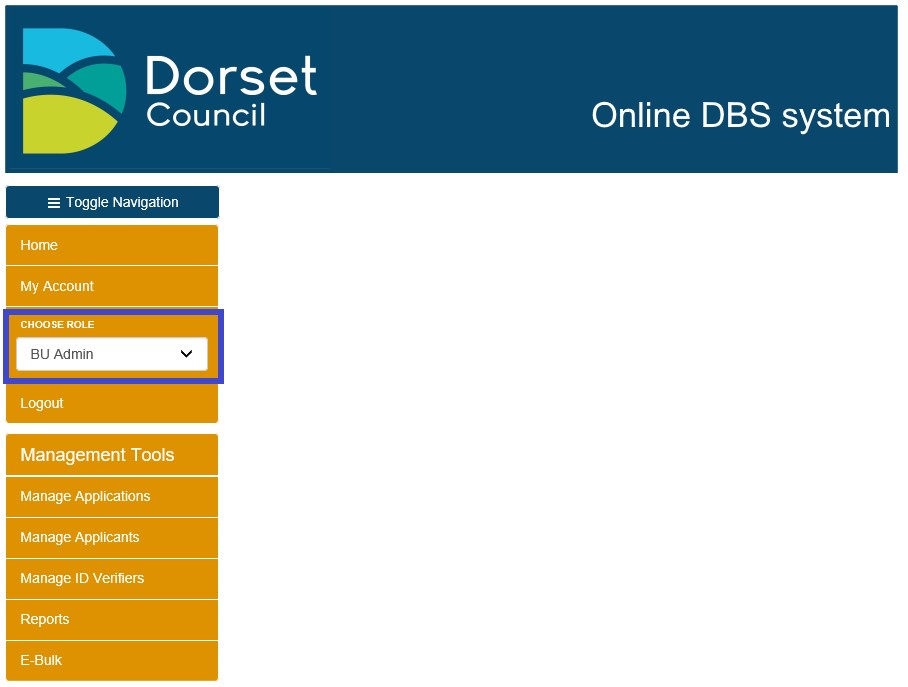 Dorset
Council
Online DBS system
Toggle Navigation
Home
My Account
CHOOSE ROLE
BU Admin
Logout
Management Tools
Manage Applications
Manage Applicants
Manage ID Verifiers
Reports
E-Bulk